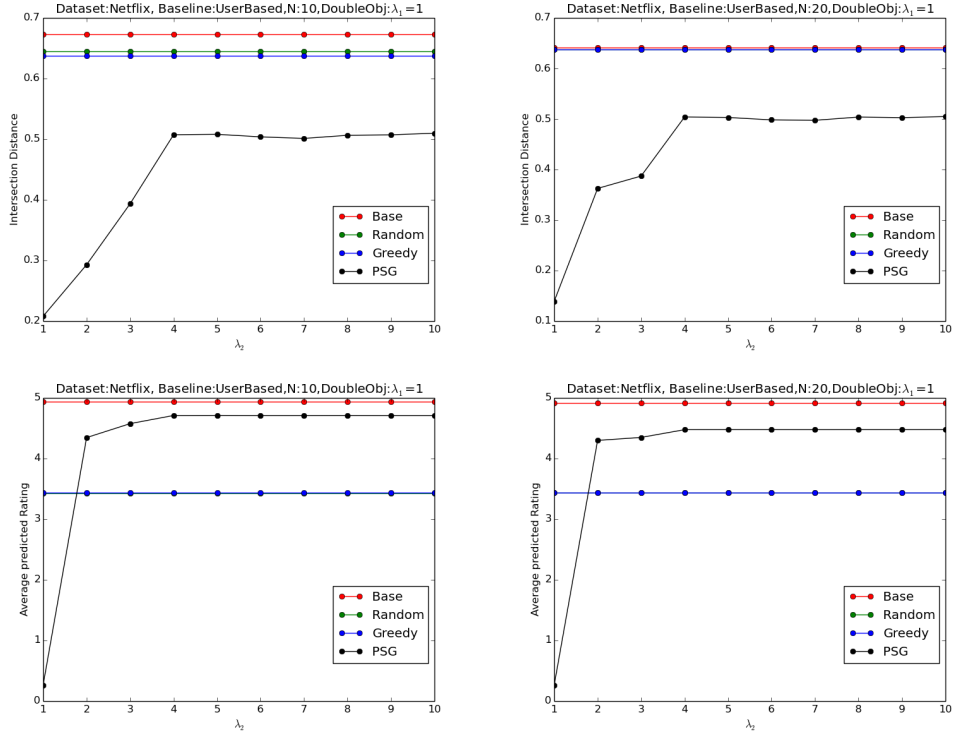 Dataset:Netflix, Baseline:UserBased,N:10,DoubleObj:λ₁=1
0.7
0.6
0.5
0.4
0.3
0.2
Intersection Distance
Base
Random
Greedy
PSG
1 2 3 4 5 6 7 8 9 10
λ₂
Dataset:Netflix, Baseline:UserBased,N:20,DoubleObj:λ₁=1
0.7
0.6
0.5
0.4
0.3
0.2
0.1
Intersection Distance
Base
Random
Greedy
PSG
1 2 3 4 5 6 7 8 9 10
λ₂
Dataset:Netflix, Baseline:UserBased,N:10,DoubleObj:λ₁=1
5
4
3
2
1
0
Average predicted Rating
Base
Random
Greedy
PSG
1 2 3 4 5 6 7 8 9 10
λ₂
Dataset:Netflix, Baseline:UserBased,N:20,DoubleObj:λ₁=1
5
4
3
2
1
0
Average predicted Rating
Base
Random
Greedy
PSG
1 2 3 4 5 6 7 8 9 10
λ₂